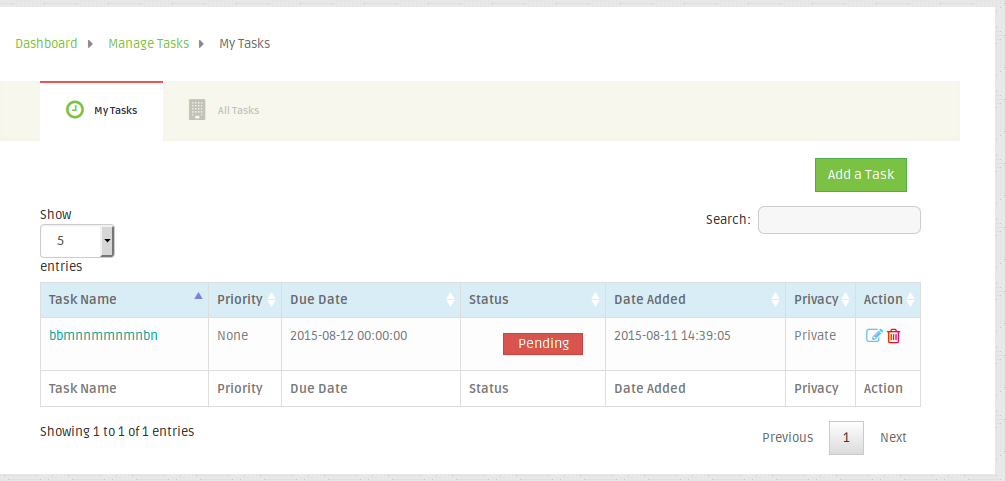 Dashboard Manage Tasks My Tasks
My Tasks All Tasks
Add a Task
Show
5
entries
Search:
Task Name Priority Due Date Status Date Added Privacy Action
bbmnnmmnmnbn None 2015-08-12 00:00:00 Pending 2015-08-11 14:39:05 Private
Task Name Priority Due Date Status Date Added Privacy Action
Showing 1 to 1 of 1 entries
Previous 1 Next